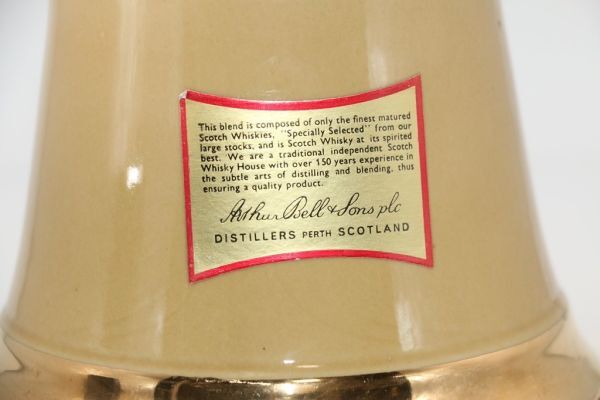 This blend is composed of only the finest matured
Scotch Whiskies, "Specially Selected" from our
large stocks, and is Scotch Whisky at its spirited
best. We are a traditional independent Scotch
Whisky House with over 150 years experience in
the subtle arts of distilling and blending, thus
ensuring a quality product.
Arthur Bell & Sons plc
DISTILLERS PERTH SCOTLAND